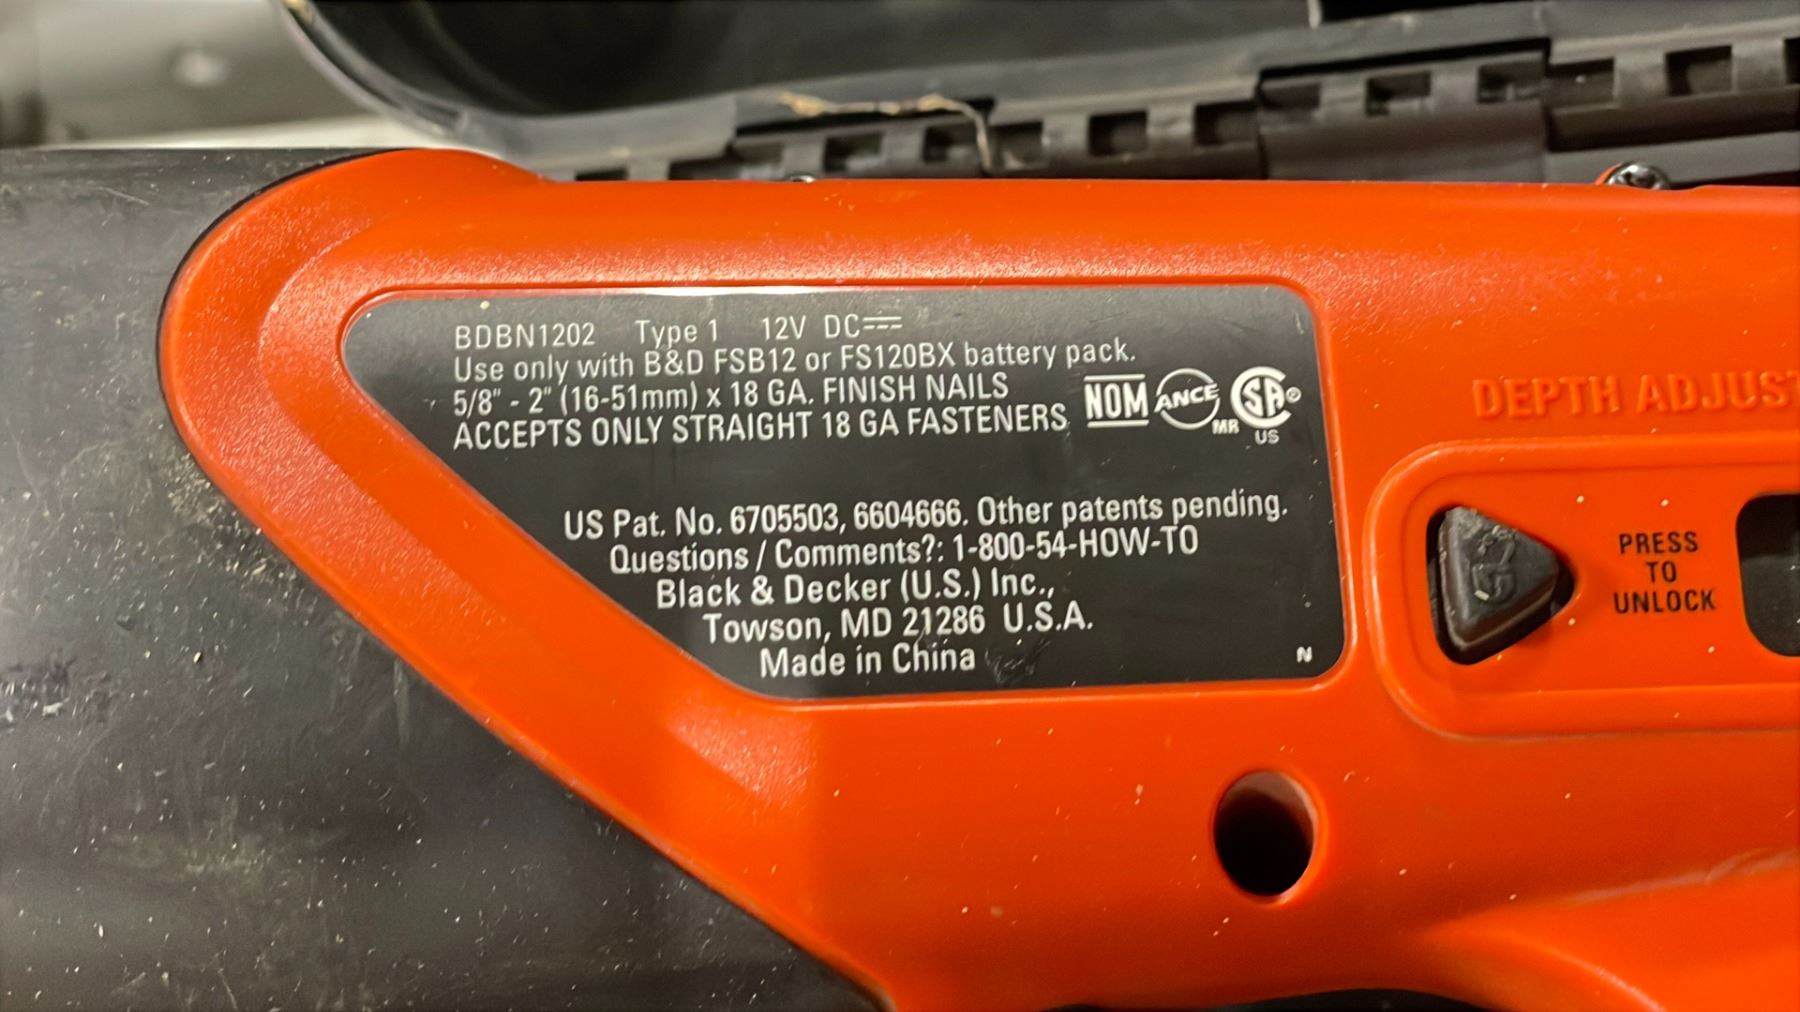 BDBN1202 Type 1 12V DC⎓
Use only with B&D FSB12 or FS120BX battery pack.
5/8" - 2" (16-51mm) x 18 GA. FINISH NAILS
ACCEPTS ONLY STRAIGHT 18 GA FASTENERS
NOM ANCE MR SA® US
US Pat. No. 6705503, 6604666. Other patents pending.
Questions / Comments?: 1-800-54-HOW-TO
Black & Decker (U.S.) Inc.,
Towson, MD 21286 U.S.A.
Made in China
N
DEPTH ADJUST
PRESS
TO
UNLOCK